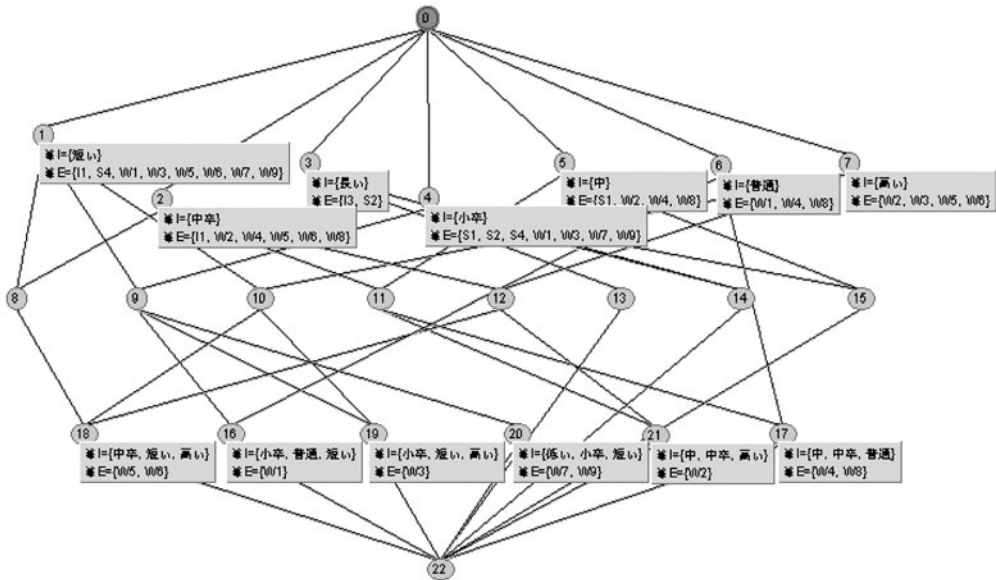 0
1
I={短い}
E={I1, S4, W1, W3, W5, W6, W7, W9}
2
I={中卒}
E={I1, W2, W4, W5, W6, W8}
3
I={長い}
E={I3, S2}
4
I={小卒}
E={S1, S2, S4, W1, W3, W7, W9}
5
I={中}
E={S1, W2, W4, W8}
6
I={普通}
E={W1, W4, W8}
7
I={高い}
E={W2, W3, W5, W6}
8
9
10
11
12
13
14
15
18
I={中卒, 短い, 高い}
E={W5, W6}
16
I={小卒, 普通, 短い}
E={W1}
19
I={小卒, 短い, 高い}
E={W3}
20
I={低い, 小卒, 短い}
E={W7, W9}
21
I={中, 中卒, 高い}
E={W2}
17
I={中, 中卒, 普通}
E={W4, W8}
22